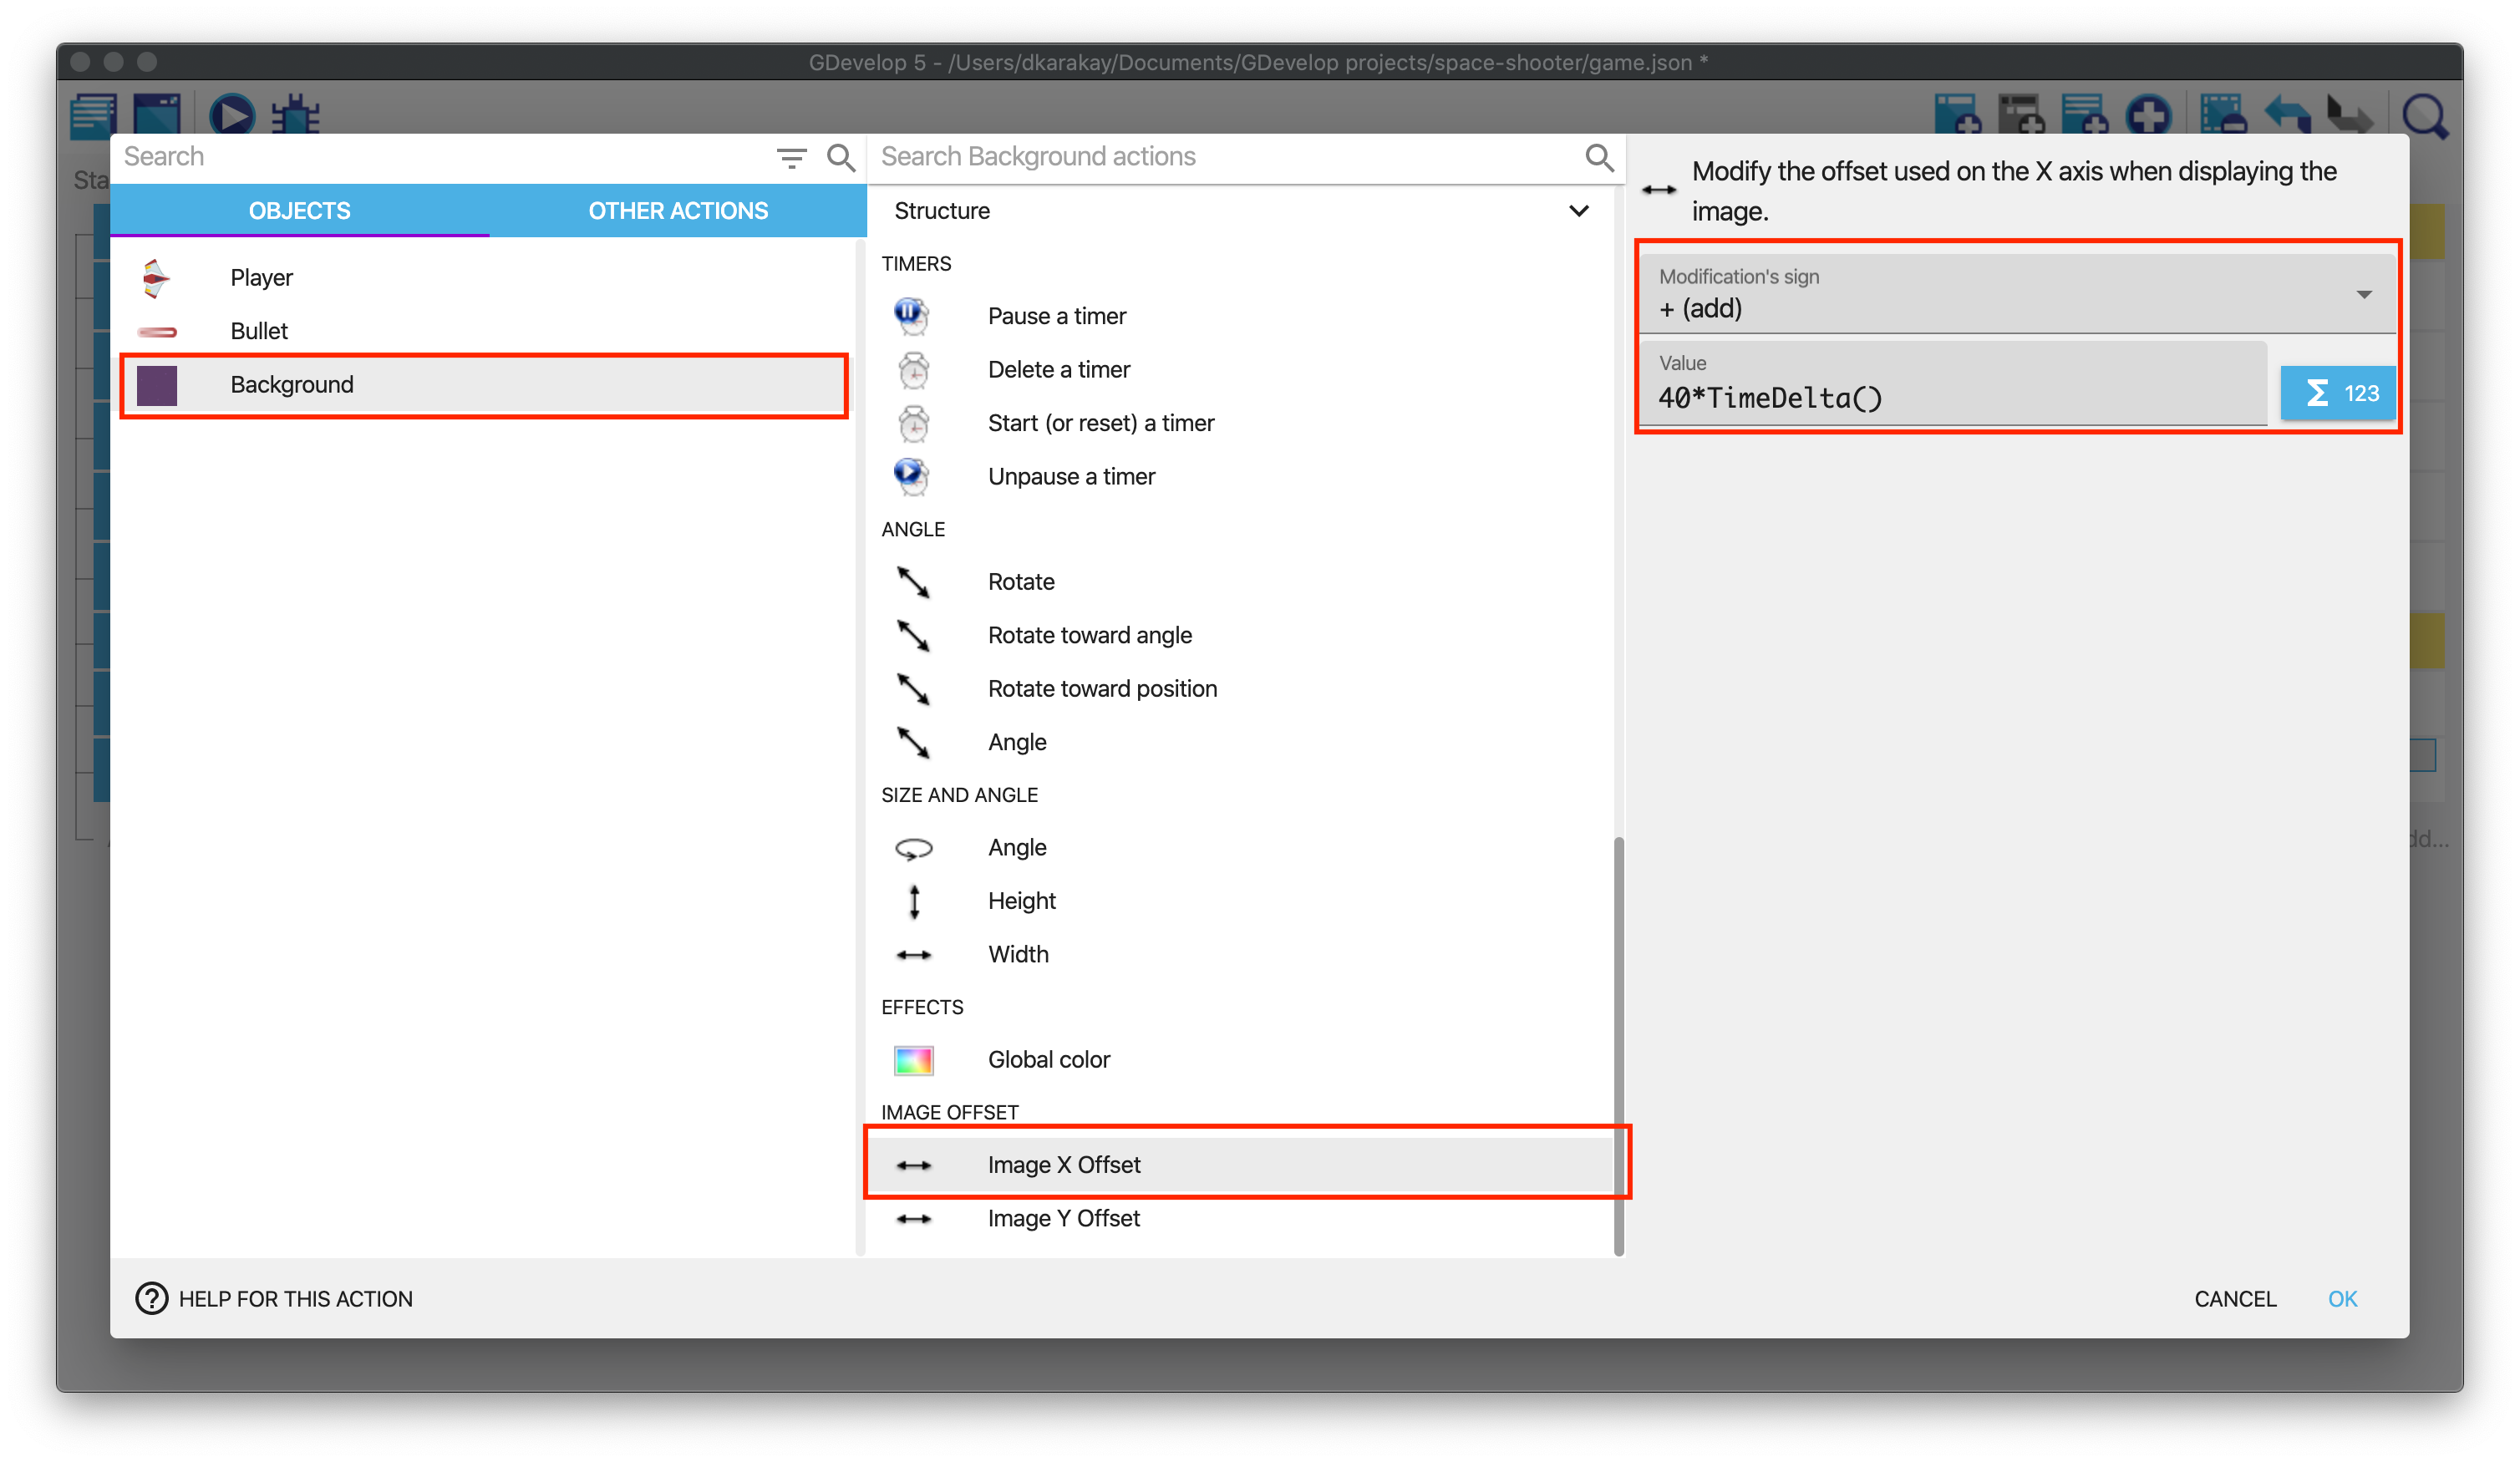 GDevelop 5 - /Users/dkarakay/Documents/GDevelop projects/space-shooter/game.json *
Sta
Search
Search Background actions
OBJECTS
OTHER ACTIONS
Player
Bullet
Background
Structure
TIMERS
Pause a timer
Delete a timer
Start (or reset) a timer
Unpause a timer
ANGLE
Rotate
Rotate toward angle
Rotate toward position
Angle
SIZE AND ANGLE
Angle
Height
Width
EFFECTS
Global color
IMAGE OFFSET
Image X Offset
Image Y Offset
Modify the offset used on the X axis when displaying the
image.
Modification's sign
+ (add)
Value
40*TimeDelta()
Σ 123
dd...
? HELP FOR THIS ACTION
CANCEL
OK